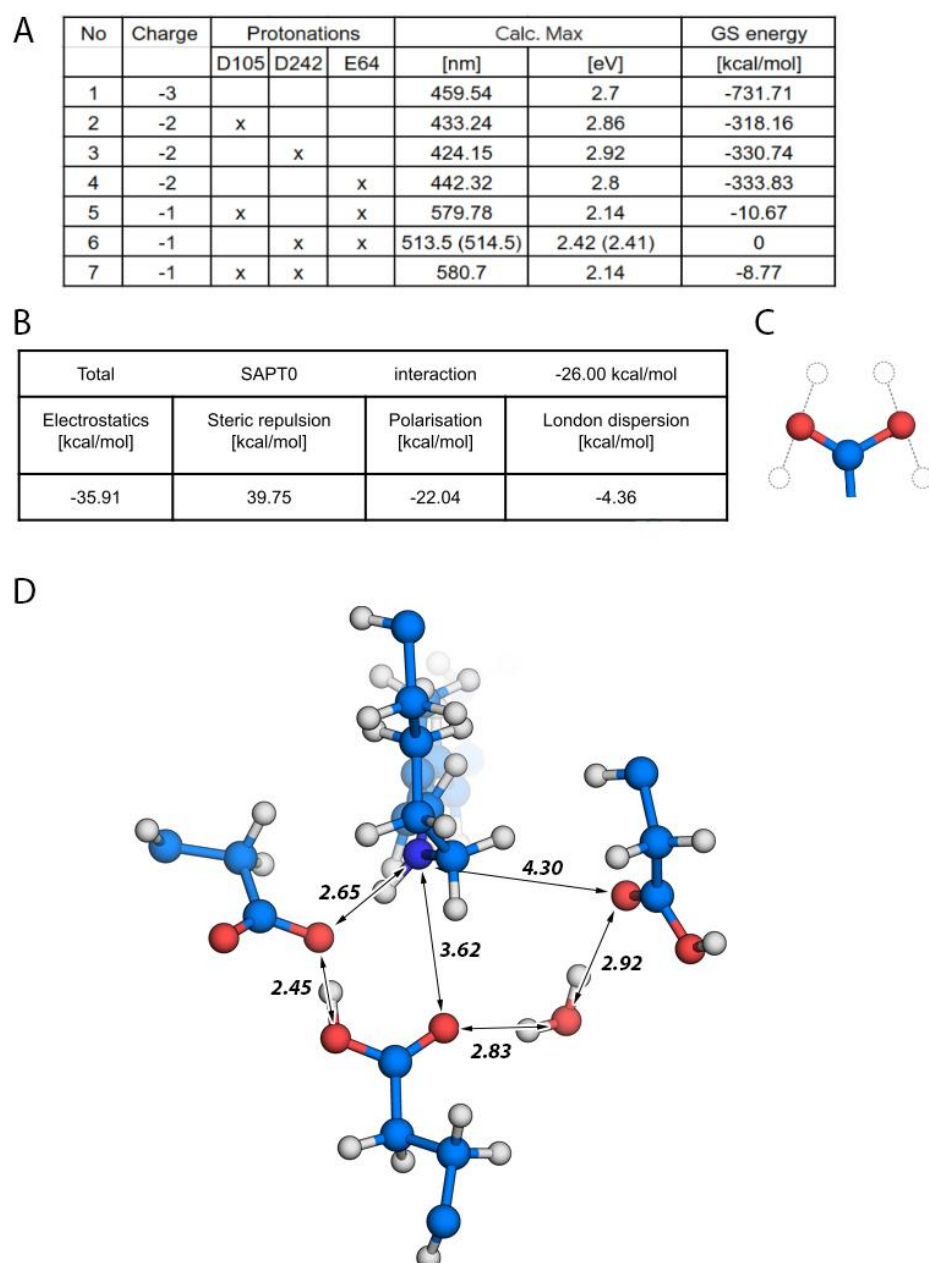 A
No Charge Protonations Calc. Max GS energy
D105 D242 E64 [nm] [eV] [kcal/mol]
1 -3 459.54 2.7 -731.71
2 -2 x 433.24 2.86 -318.16
3 -2 x 424.15 2.92 -330.74
4 -2 x 442.32 2.8 -333.83
5 -1 x x 579.78 2.14 -10.67
6 -1 x x 513.5 (514.5) 2.42 (2.41) 0
7 -1 x x 580.7 2.14 -8.77
B
Total SAPT0 interaction -26.00 kcal/mol
Electrostatics Steric repulsion Polarisation London dispersion
[kcal/mol] [kcal/mol] [kcal/mol] [kcal/mol]
-35.91 39.75 -22.04 -4.36
C
D
2.65
4.30
3.62
2.45
2.92
2.83